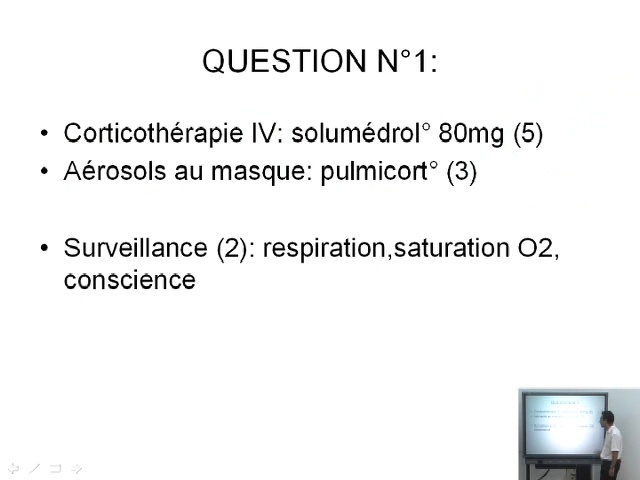 QUESTION N°1:
• Corticothérapie IV: solumédrol° 80mg (5)
• Aérosols au masque: pulmicort° (3)
• Surveillance (2): respiration,saturation O2,
conscience